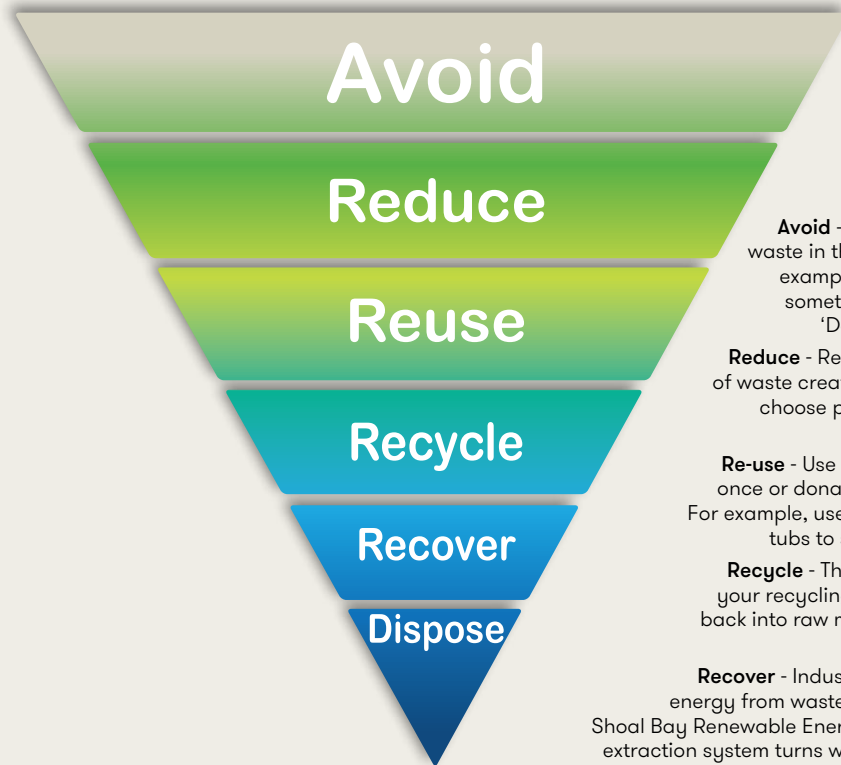 Avoid
Reduce
Reuse
Recycle
Recover
Dispose
Avoid -
waste in
examp
somet
‘D
Reduce - Re
of waste crea
choose p
Re-use - Use
once or dona
For example, use
tubs to
Recycle - Th
your recyclin
back into raw
Recover - Indus
energy from waste
Shoal Bay Renewable Ener
extraction system turns w